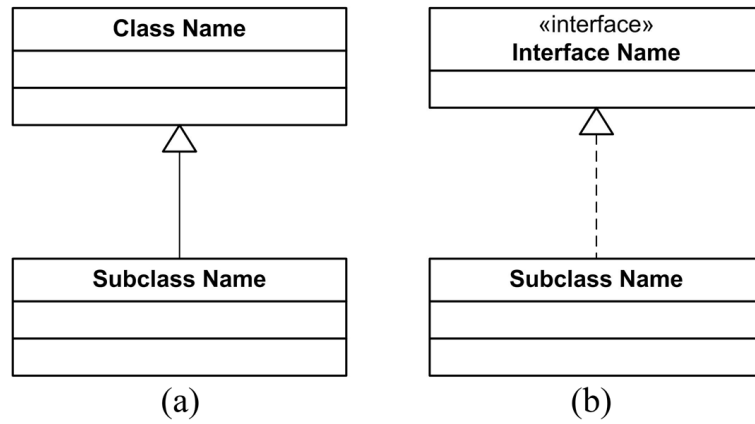 Class Name
Subclass Name
(a)
«interface»
Interface Name
Subclass Name
(b)